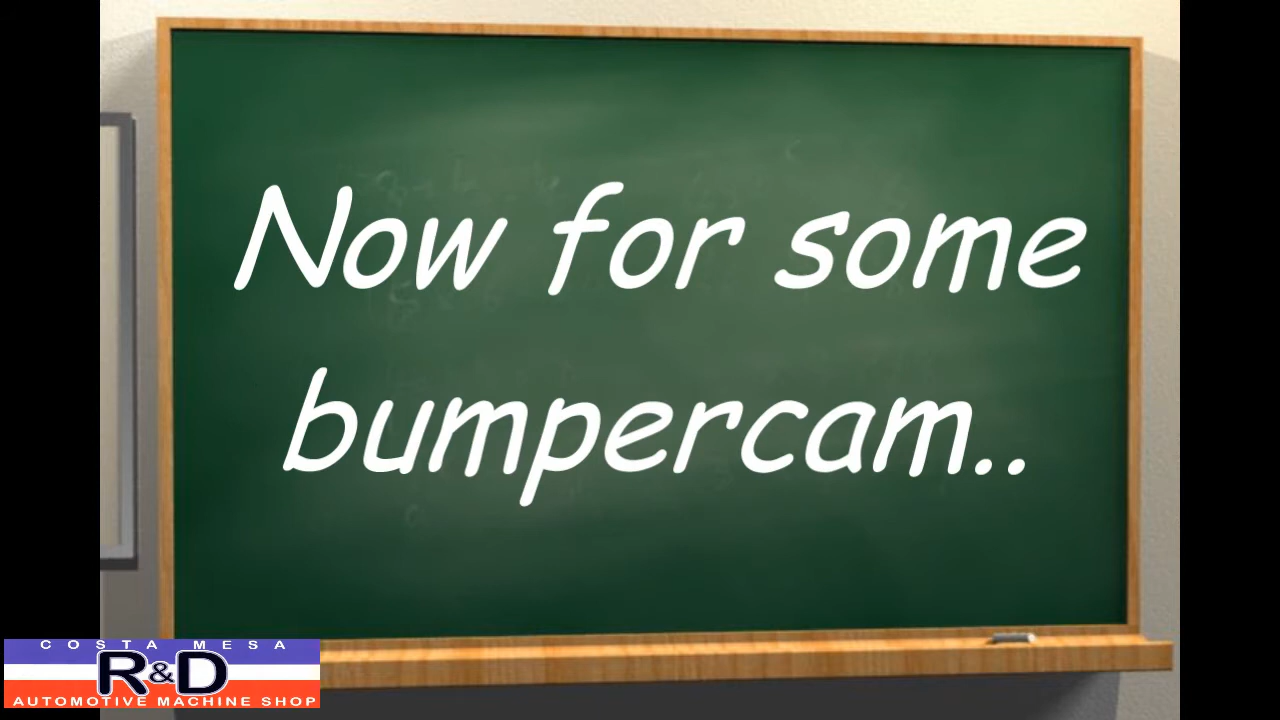 Now for some
bumpercam..
COSTA MESA
R&D
AUTOMOTIVE MACHINE SHOP